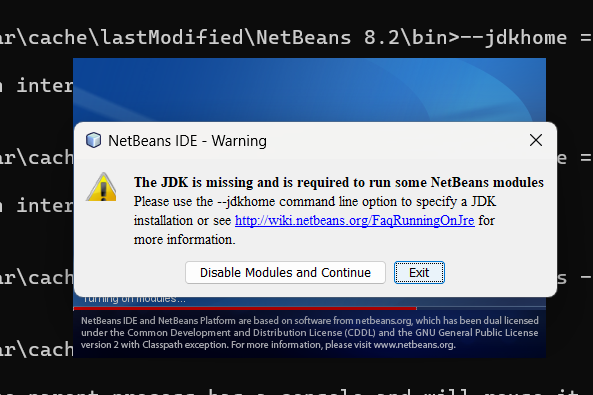 ar\cache\lastModified\NetBeans 8.2\bin>--jdkhome =
inter
ar\cach
NetBeans IDE - Warning
The JDK is missing and is required to run some NetBeans modules
Please use the --jdkhome command line option to specify a JDK
installation or see http://wiki.netbeans.org/FaqRunningOnJre for
more information.
inter
Disable Modules and Continue
Exit
ar\cach
Turning on modules...
NetBeans IDE and NetBeans Platform are based on software from netbeans.org, which has been dual licensed
under the Common Development and Distribution License (CDDL) and the GNU General Public License
version 2 with Classpath exception. For more information, please visit www.netbeans.org.
ar\cach